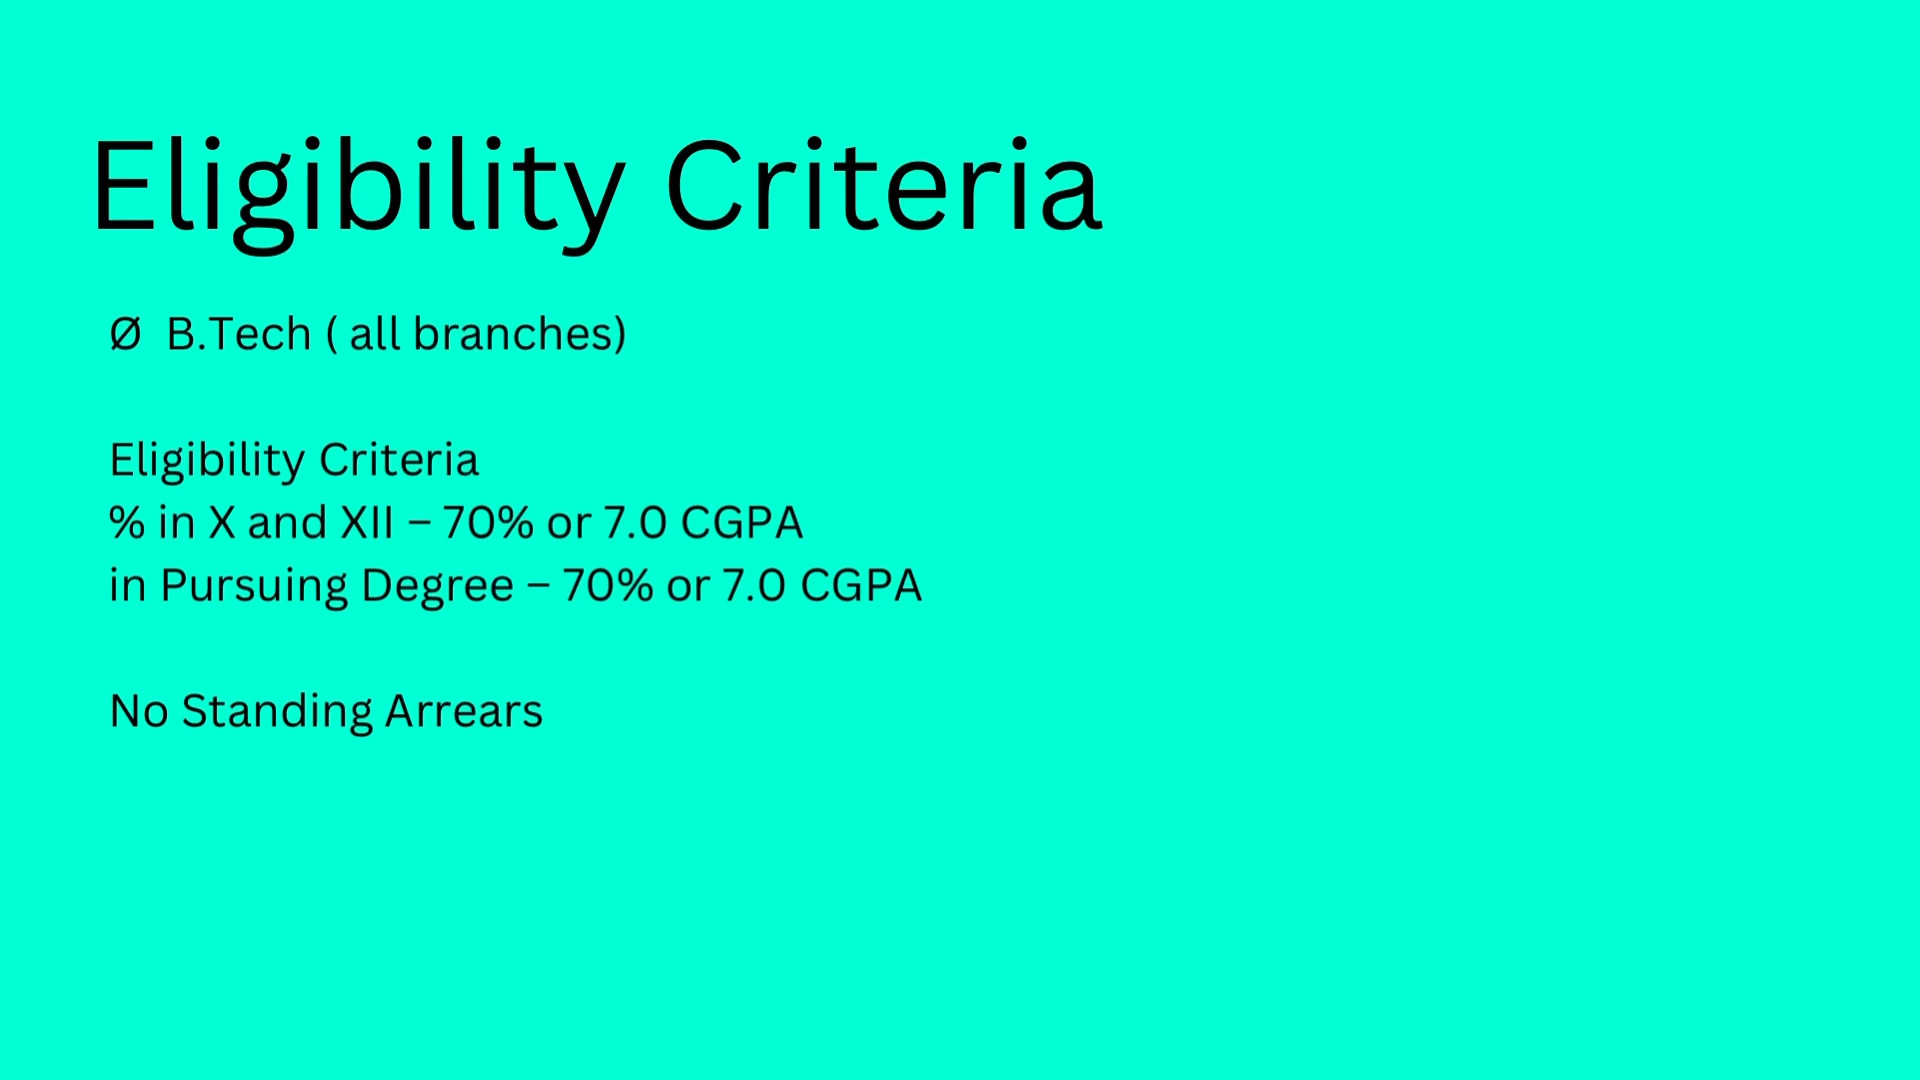 Eligibility Criteria
Ø B.Tech ( all branches)
Eligibility Criteria
% in X and XII – 70% or 7.0 CGPA
in Pursuing Degree – 70% or 7.0 CGPA
No Standing Arrears